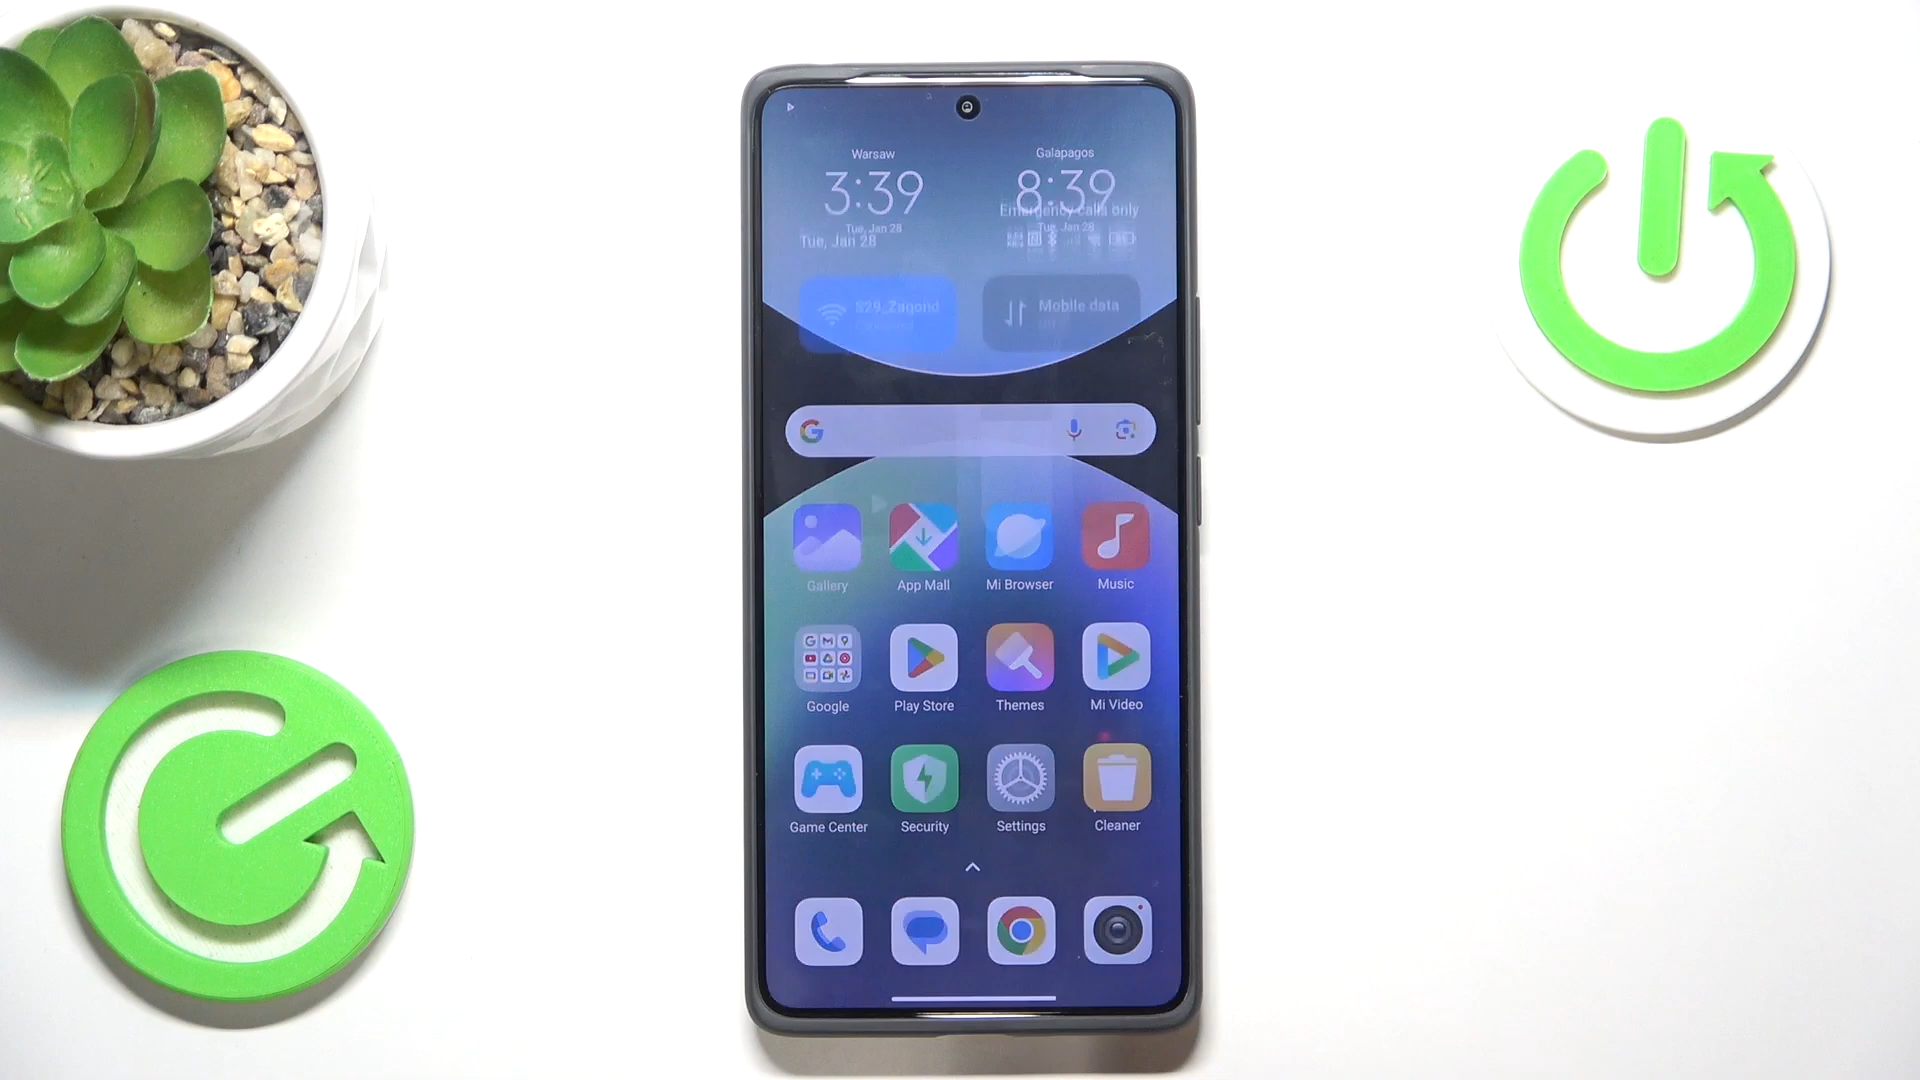 Warsaw Galapagos
3:39 8:39
Emergency calls only
Tue, Jan 28 Tue, Jan 28
Tue, Jan 28
S29_Zagond Mobile data
Gallery App Mall Mi Browser Music
Google Play Store Themes Mi Video
Game Center Security Settings Cleaner